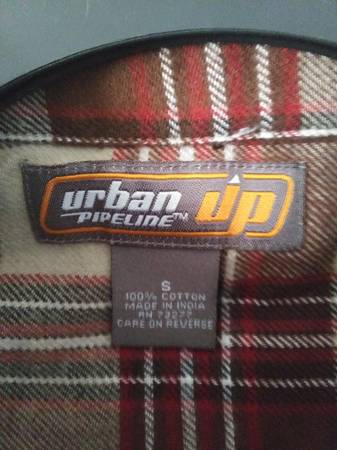 urban UP
PIPELINE™
S
100% COTTON
MADE IN INDIA
RN 73277
CARE ON REVERSE